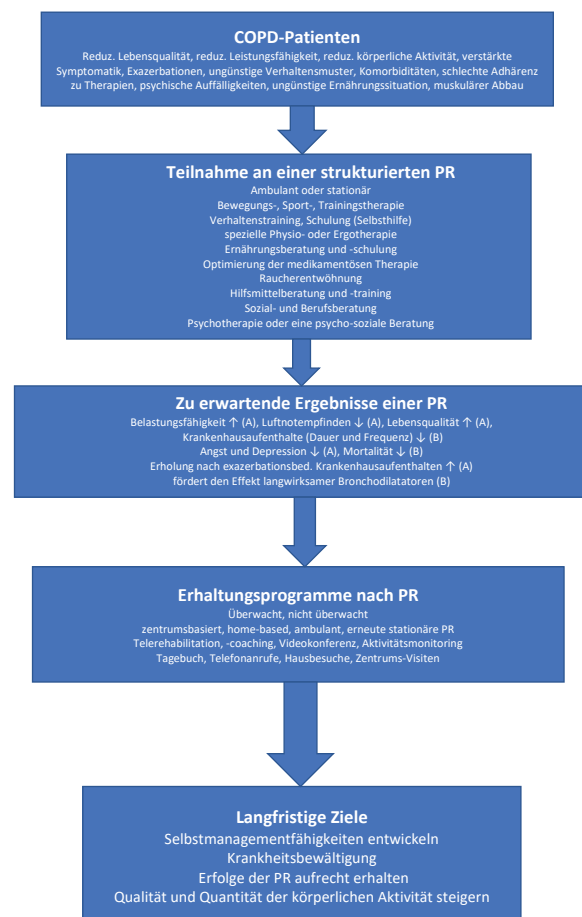 COPD-Patienten
Reduz. Lebensqualität, reduz. Leistungsfähigkeit, reduz. körperliche Aktivität, verstärkte
Symptomatik, Exazerbationen, ungünstige Verhaltensmuster, Komorbiditäten, schlechte Adhärenz
zu Therapien, psychische Auffälligkeiten, ungünstige Ernährungssituation, muskulärer Abbau
Teilnahme an einer strukturierten PR
Ambulant oder stationär
Bewegungs-, Sport-, Trainingstherapie
Verhaltenstraining, Schulung (Selbsthilfe)
spezielle Physio- oder Ergotherapie
Ernährungsberatung und -schulung
Optimierung der medikamentösen Therapie
Raucherentwöhnung
Hilfsmittelberatung und -training
Sozial- und Berufsberatung
Psychotherapie oder eine psycho-soziale Beratung
Zu erwartende Ergebnisse einer PR
Belastungsfähigkeit ↑ (A), Luftnotempfinden ↓ (A), Lebensqualität ↑ (A),
Krankenhausaufenthalte (Dauer und Frequenz) ↓ (B)
Angst und Depression ↓ (A), Mortalität ↓ (B)
Erholung nach exazerbationsbed. Krankenhausaufenthalten ↑ (A)
fördert den Effekt langwirksamer Bronchodilatatoren (B)
Erhaltungsprogramme nach PR
Überwacht, nicht überwacht
zentrumsbasiert, home-based, ambulant, erneute stationäre PR
Telerehabilitation, -coaching, Videokonferenz, Aktivitätsmonitoring
Tagebuch, Telefonanrufe, Hausbesuche, Zentrums-Visiten
Langfristige Ziele
Selbstmanagementfähigkeiten entwickeln
Krankheitsbewältigung
Erfolge der PR aufrecht erhalten
Qualität und Quantität der körperlichen Aktivität steigern